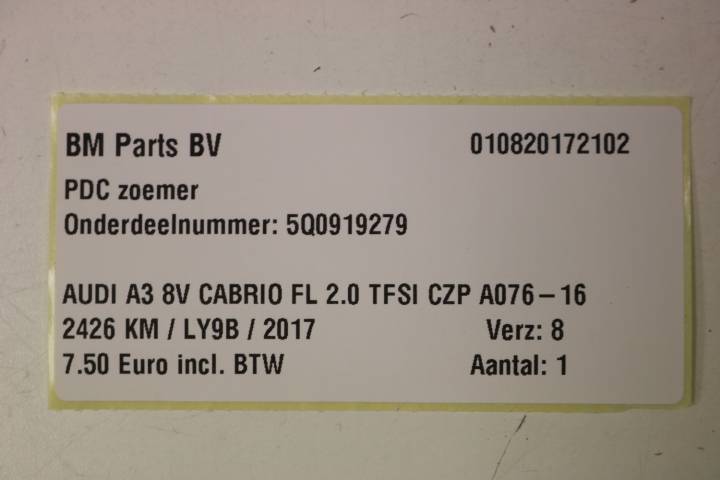 BM Parts BV 010820172102
PDC zoemer
Onderdeelnummer: 5Q0919279
AUDI A3 8V CABRIO FL 2.0 TFSI CZP A076-16
2426 KM / LY9B / 2017 Verz: 8
7.50 Euro incl. BTW Aantal: 1